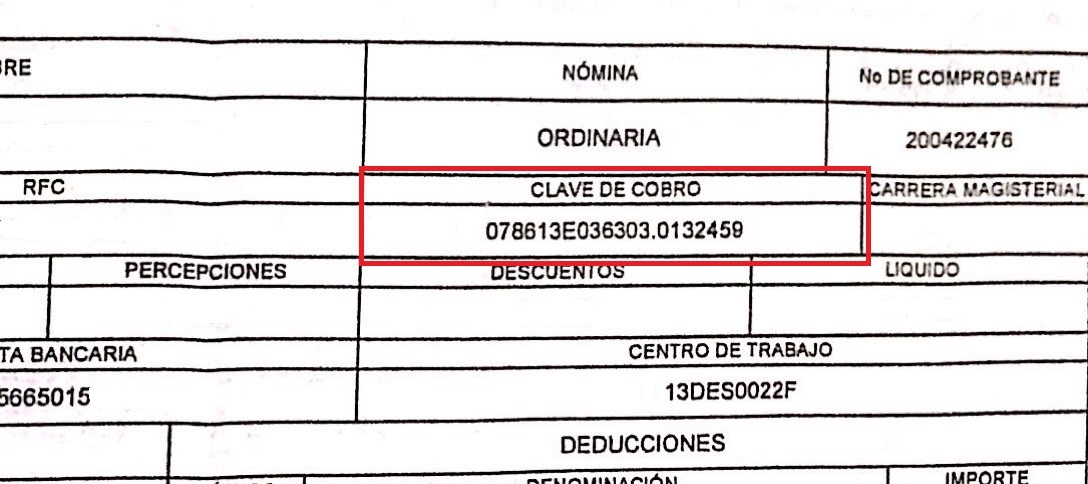 BRE NÓMINA No DE COMPROBANTE
ORDINARIA 200422476
RFC CLAVE DE COBRO CARRERA MAGISTERIAL
078613E036303.0132459
PERCEPCIONES DESCUENTOS LIQUIDO
TA BANCARIA CENTRO DE TRABAJO
5665015 13DES0022F
DEDUCCIONES
DENOMINACIÓN IMPORTE